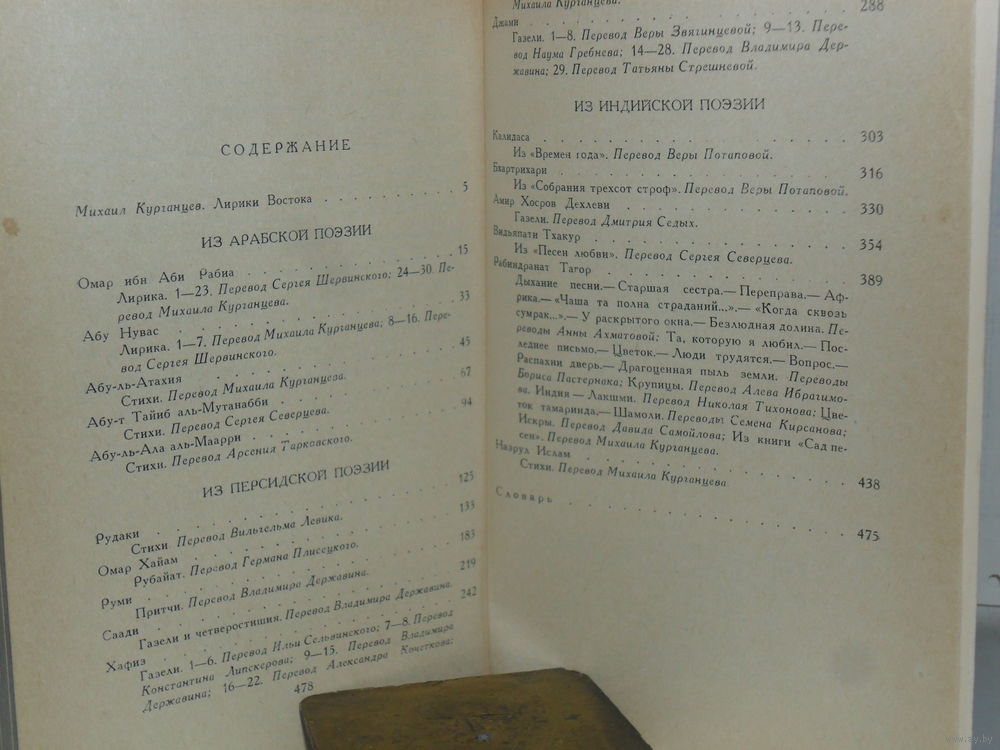 СОДЕРЖАНИЕ
Михаил Курганцев. Лирики Востока . . . . . . . 5
ИЗ АРАБСКОЙ ПОЭЗИИ
Омар ибн Аби Рабиа . . . . . . . . . . 15
Лирика. 1—23. Перевод Сергея Шервинского; 24—30. Пе-
ревод Михаила Курганцева.
Абу Нувас . . . . . . . . . . 33
Лирика. 1—7. Перевод Михаила Курганцева; 8—16. Пере-
вод Сергея Шервинского.
Абу-ль-Атахия . . . . . . . . . . 45
Стихи. Перевод Михаила Курганцева.
Абу-т Тайиб аль-Мутанабби . . . . . . . . 67
Стихи. Перевод Сергея Северцева.
Абу-ль-Ала аль-Маарри . . . . . . . . 94
Стихи. Перевод Арсения Тарковского.
ИЗ ПЕРСИДСКОЙ ПОЭЗИИ
Рудаки . . . . . . . . . . 125
Стихи. Перевод Вильгельма Левика.
Омар Хайам . . . . . . . . . . 133
Рубайат. Перевод Германа Плисецкого.
Руми . . . . . . . . . . 183
Притчи. Перевод Владимира Державина.
Саади . . . . . . . . . . 219
Газели и четверостишия. Перевод Владимира Державина.
Хафиз . . . . . . . . . . 242
Газели. 1—6. Перевод Ильи Сельвинского; 7—8. Перевод
Константина Липскерова; 9—15. Перевод Владимира
Державина; 16—22. Перевод Александра Кочеткова;
478
Михаила Курганцева.
Джами . . . . . . . . . . 288
Газели. 1—8. Перевод Веры Звягинцевой; 9—13. Пере-
вод Наума Гребнева; 14—28. Перевод Владимира Дер-
жавина; 29. Перевод Татьяны Стрешневой.
ИЗ ИНДИЙСКОЙ ПОЭЗИИ
Калидаса . . . . . . . . . . 303
Из «Времен года». Перевод Веры Потаповой.
Бхартрихари . . . . . . . . . . 316
Из «Собрания трехсот строф». Перевод Веры Потаповой.
Амир Хосров Дехлеви . . . . . . . . . . 330
Газели. Перевод Дмитрия Седых.
Видьяпати Тхакур . . . . . . . . . . 354
Из «Песен любви». Перевод Сергея Северцева.
Рабиндранат Тагор . . . . . . . . . . 389
Дыхание песни.— Старшая сестра.— Переправа.— Аф-
рика.— «Чаша та полна страданий...».— «Когда сквозь
сумрак...».— У раскрытого окна.— Безлюдная долина. Пе-
реводы Анны Ахматовой; Та, которую я любил.— Пос-
леднее письмо.— Цветок.— Люди трудятся.— Вопрос.—
Распахни дверь.— Драгоценная пыль земли. Переводы
Бориса Пастернака; Крупицы. Перевод Алева Ибрагимо-
ва. Индия — Лакшми. Перевод Николая Тихонова; Цве-
ток тамаринда.— Шамоли. Переводы Семена Кирсанова;
Искры. Перевод Давида Самойлова; Из книги «Сад пе-
сен». Перевод Михаила Курганцева.
Назрул Ислам . . . . . . . . . . 438
Стихи. Перевод Михаила Курганцева
Словарь . . . . . . . . . . 475
www.ay.by